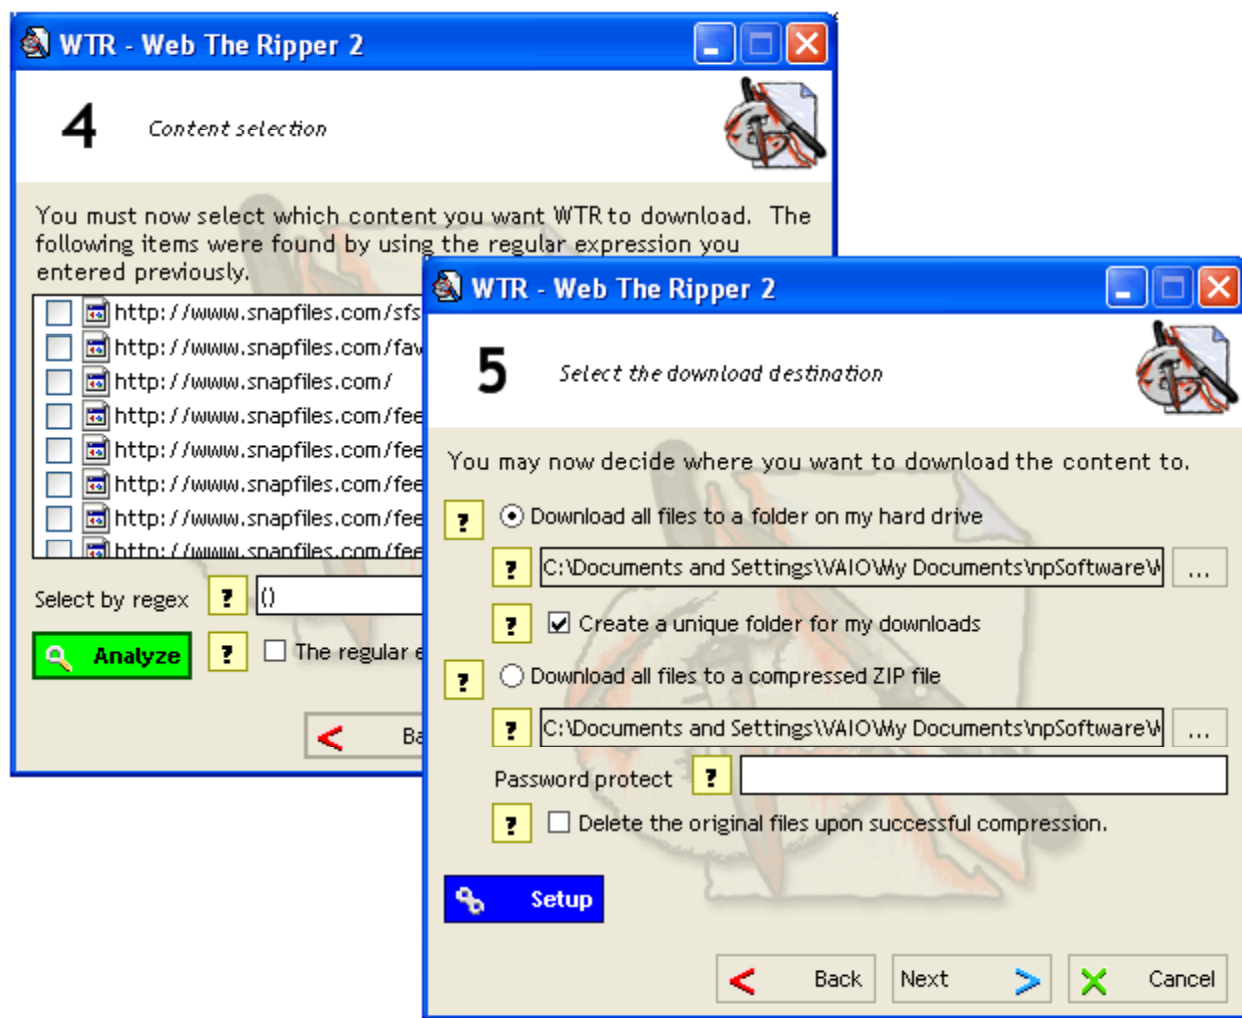 WTR - Web The Ripper 2
4 Content selection
You must now select which content you want WTR to download. The
following items were found by using the regular expression you
entered previously.
http://www.snapfiles.com/sfs
http://www.snapfiles.com/fav
http://www.snapfiles.com/
http://www.snapfiles.com/fee
http://www.snapfiles.com/fee
http://www.snapfiles.com/fee
http://www.snapfiles.com/fee
http://www.snapfiles.com/fee
Select by regex ? ()
Analyze ? The regular e
< Ba
WTR - Web The Ripper 2
5 Select the download destination
You may now decide where you want to download the content to.
? Download all files to a folder on my hard drive
? C:\Documents and Settings\VAIO\My Documents\npSoftware\W ...
? Create a unique folder for my downloads
? Download all files to a compressed ZIP file
? C:\Documents and Settings\VAIO\My Documents\npSoftware\W ...
Password protect ?
? Delete the original files upon successful compression.
Setup
< Back Next > Cancel